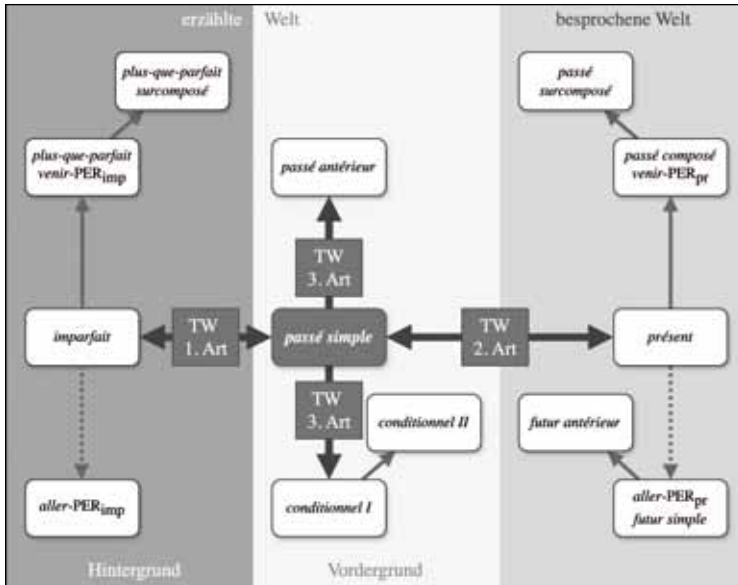 erzählte Welt
besprochene Welt
plus-que-parfait
surcomposé
passé
surcomposé
plus-que-parfait
venir-PERimp
passé antérieur
passé composé
venir-PERpr
TW
3. Art
imparfait
TW
1. Art
passé simple
TW
2. Art
présent
TW
3. Art
conditionnel II
futur antérieur
aller-PERimp
conditionnel I
aller-PERpr
futur simple
Hintergrund
Vordergrund